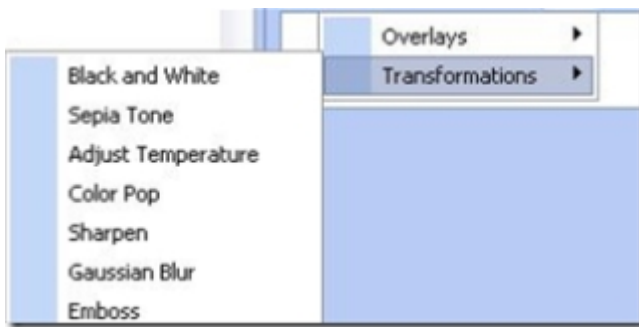 Overlays
Transformations
Black and White
Sepia Tone
Adjust Temperature
Color Pop
Sharpen
Gaussian Blur
Emboss